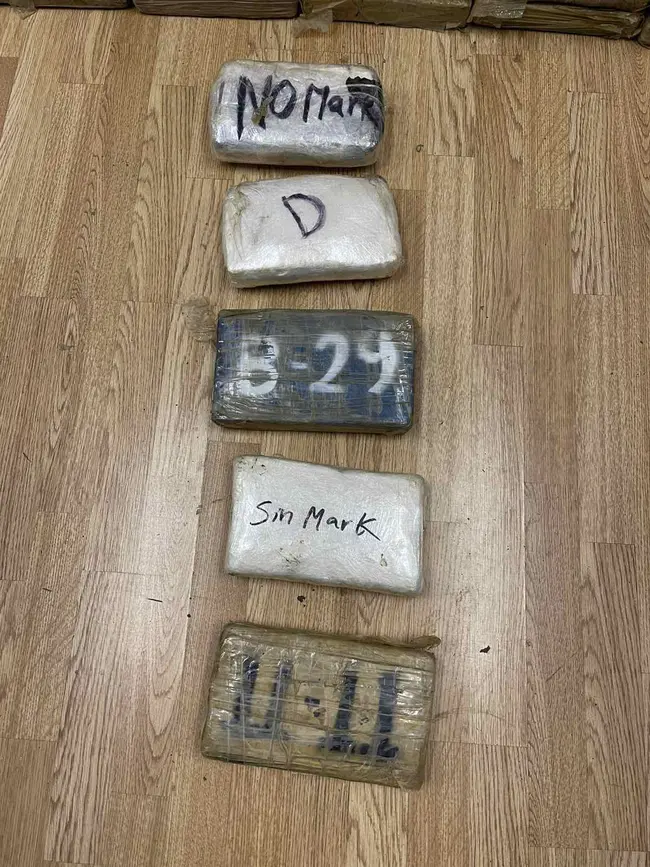 NO Mark
D
B-29
Sin Mark
U-11